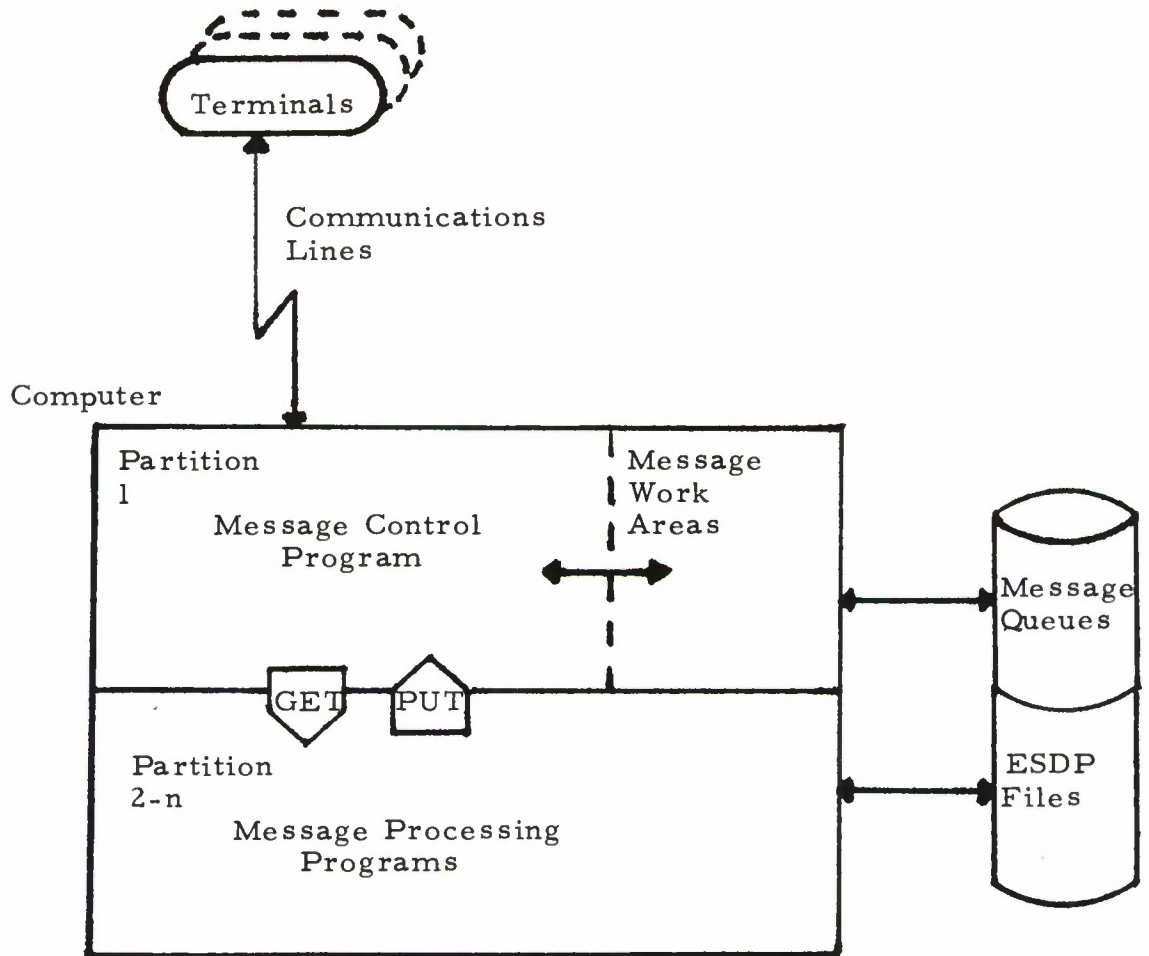 Terminals
Communications
Lines
Computer
Partition
1
Message Control
Program
Message
Work
Areas
Message
Queues
GET
PUT
Partition
2-n
Message Processing
Programs
ESDP
Files